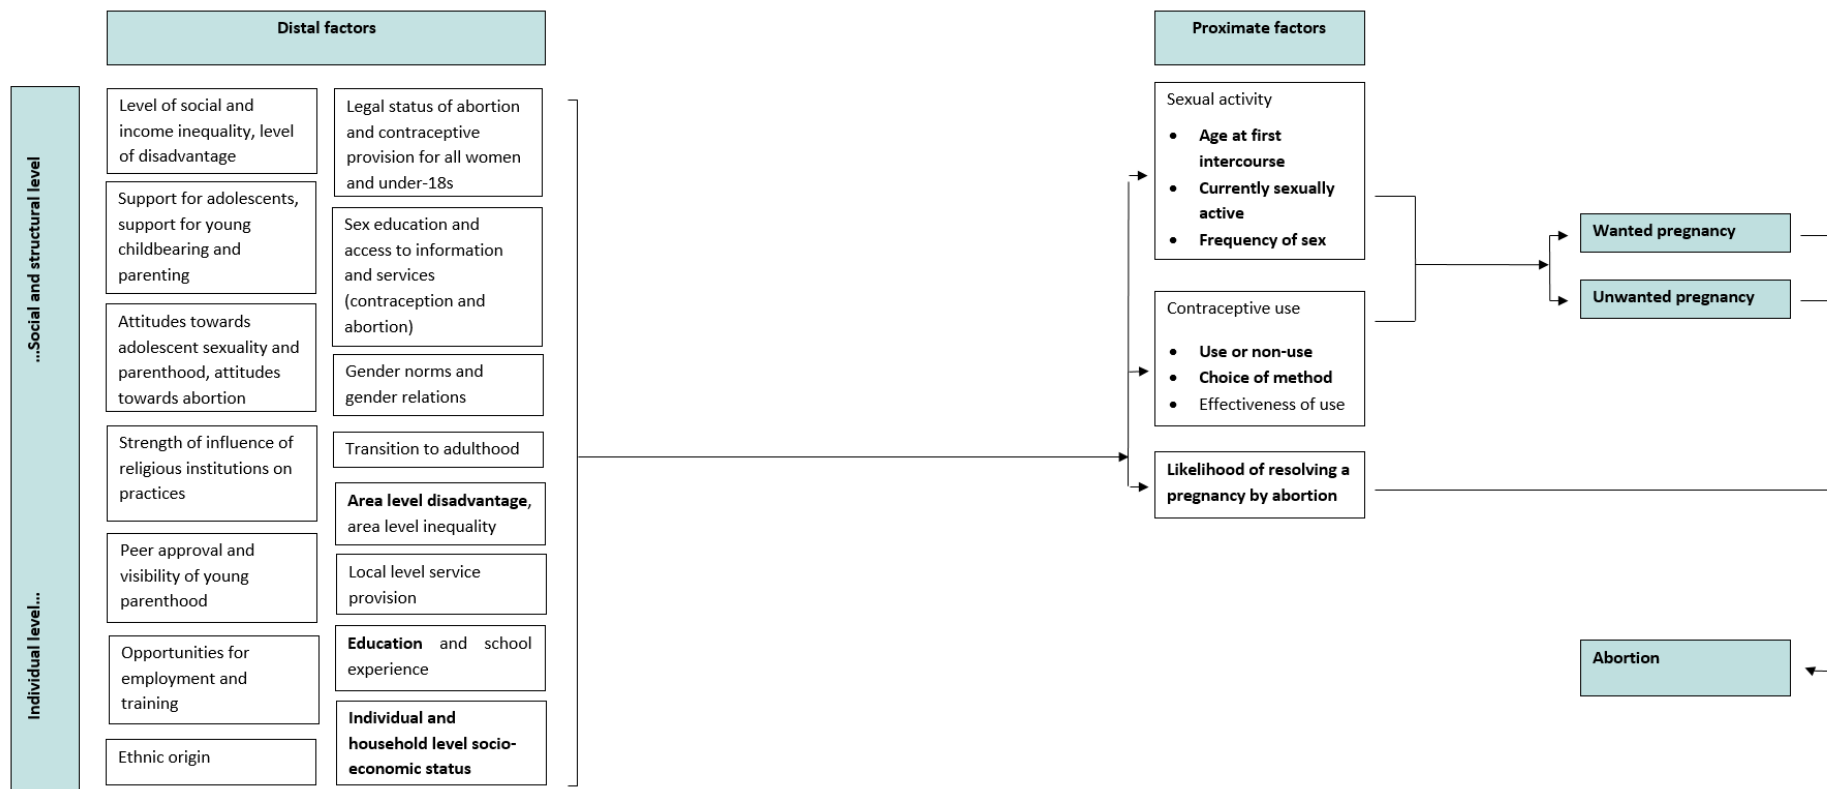 Distal factors
Proximate factors
...Social and structural level
Individual level...
Level of social and
income inequality, level
of disadvantage
Support for adolescents,
support for young
childbearing and
parenting
Attitudes towards
adolescent sexuality and
parenthood, attitudes
towards abortion
Strength of influence of
religious institutions on
practices
Peer approval and
visibility of young
parenthood
Opportunities for
employment and
training
Ethnic origin
Legal status of abortion
and contraceptive
provision for all women
and under-18s
Sex education and
access to information
and services
(contraception and
abortion)
Gender norms and
gender relations
Transition to adulthood
Area level disadvantage,
area level inequality
Local level service
provision
Education and school
experience
Individual and
household level socio-
economic status
Sexual activity
• Age at first
intercourse
• Currently sexually
active
• Frequency of sex
Contraceptive use
• Use or non-use
• Choice of method
• Effectiveness of use
Likelihood of resolving a
pregnancy by abortion
Wanted pregnancy
Unwanted pregnancy
Abortion